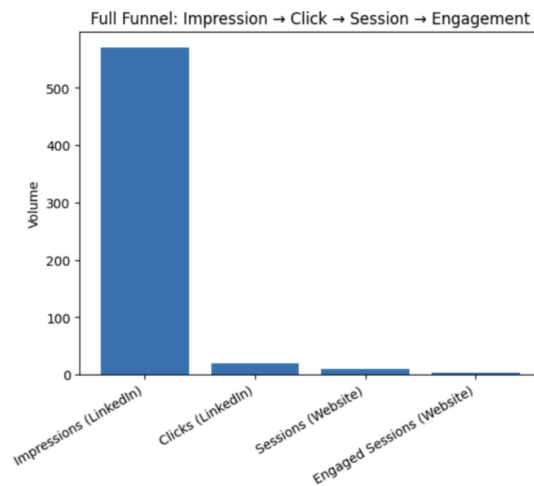 Full Funnel: Impression → Click → Session → Engagement
500
400
300
200
100
0
Volume
Impressions (LinkedIn)
Clicks (LinkedIn)
Sessions (Website)
Engaged Sessions (Website)